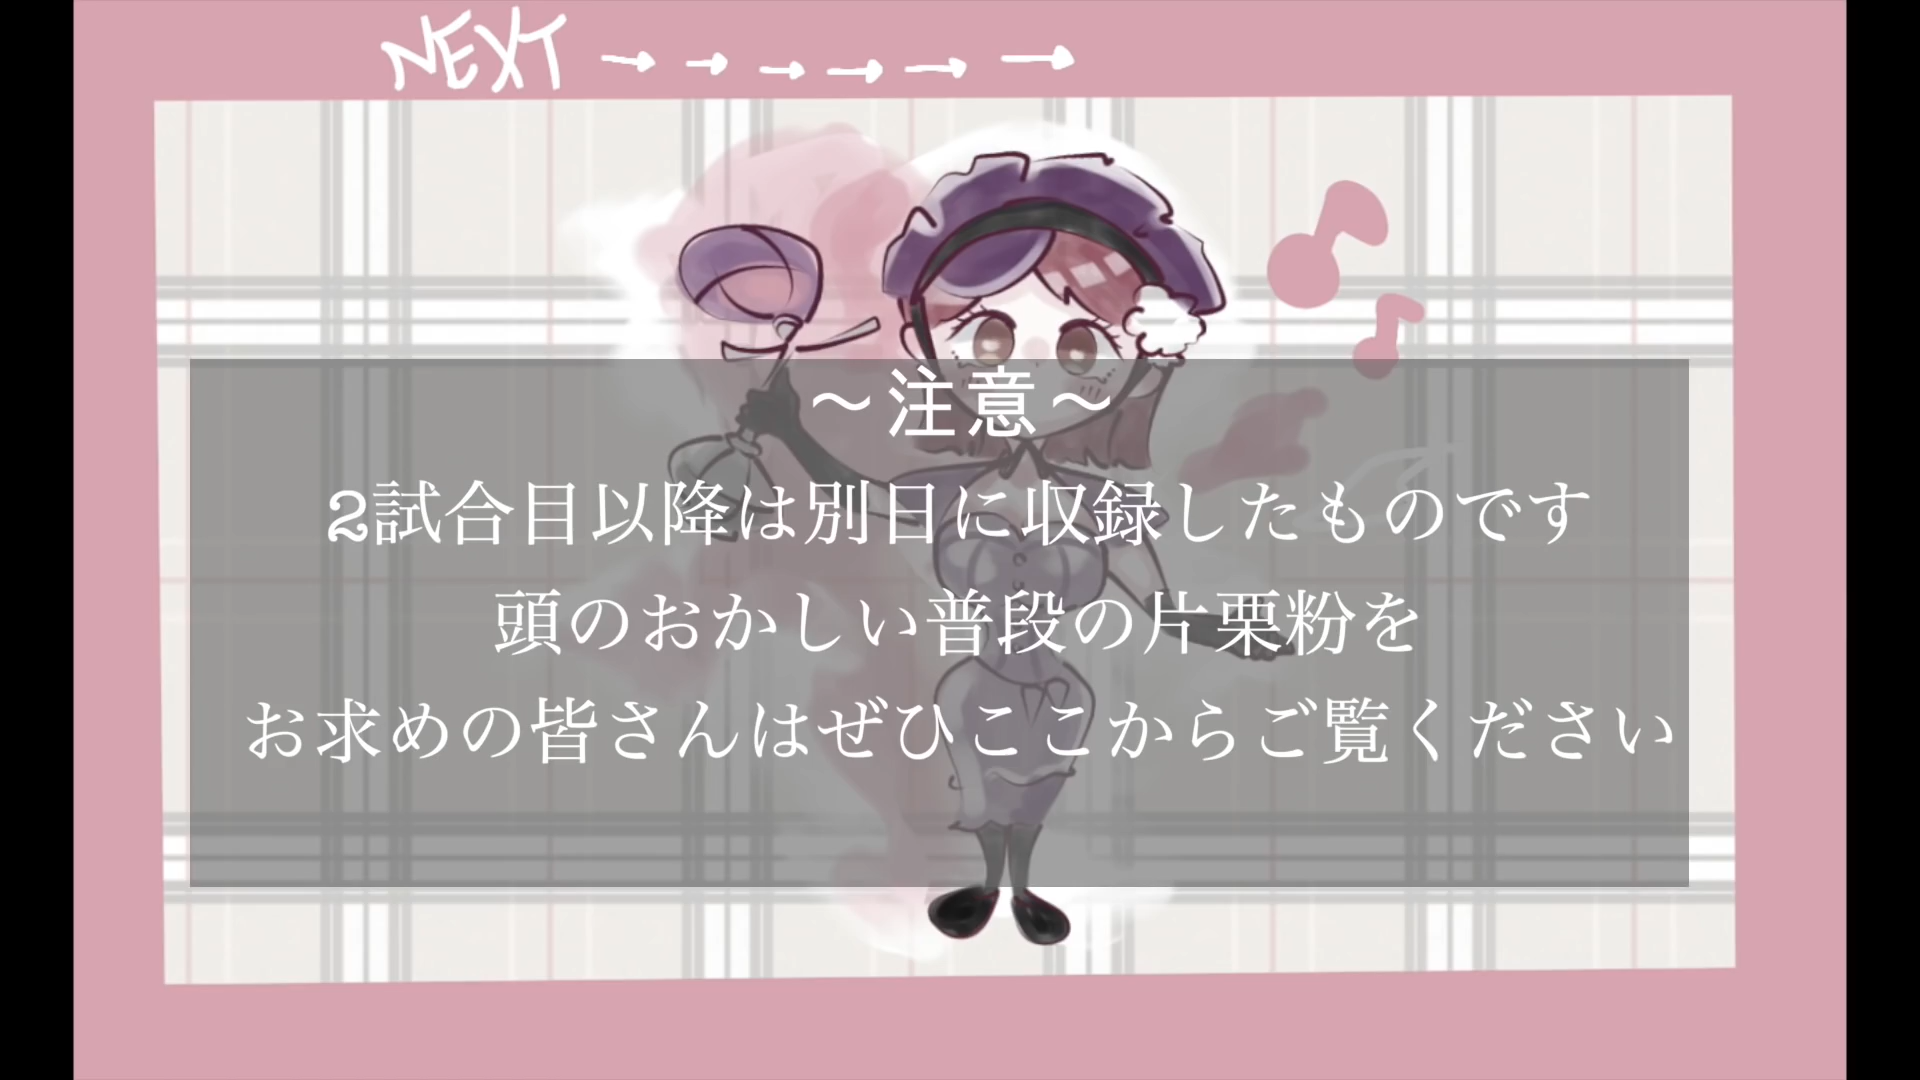 NEXT →→→→→→
～注意～
2試合目以降は別日に収録したものです
頭のおかしい普段の片栗粉を
お求めの皆さんはぜひここからご覧ください